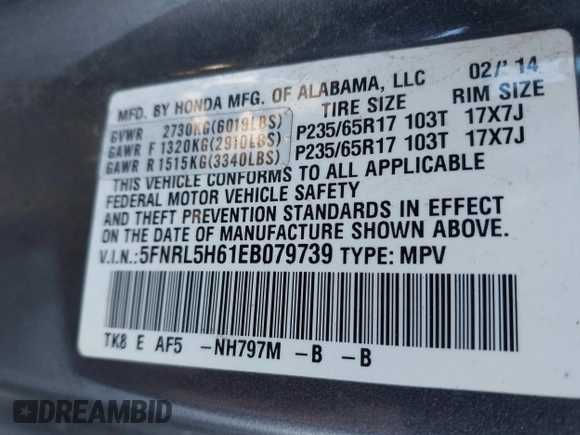 MFD. BY HONDA MFG. OF ALABAMA, LLC 02/'14
TIRE SIZE RIM SIZE
GVWR 2730KG(6019LBS)
GAWR F 1320KG(2910LBS) P235/65R17 103T 17X7J
GAWR R 1515KG(3340LBS) P235/65R17 103T 17X7J
THIS VEHICLE CONFORMS TO ALL APPLICABLE
FEDERAL MOTOR VEHICLE SAFETY
AND THEFT PREVENTION STANDARDS IN EFFECT
ON THE DATE OF MANUFACTURE SHOWN ABOVE.
V.I.N.:5FNRL5H61EB079739 TYPE: MPV
TK8 E AF5 -NH797M -B -B
DREAMBID